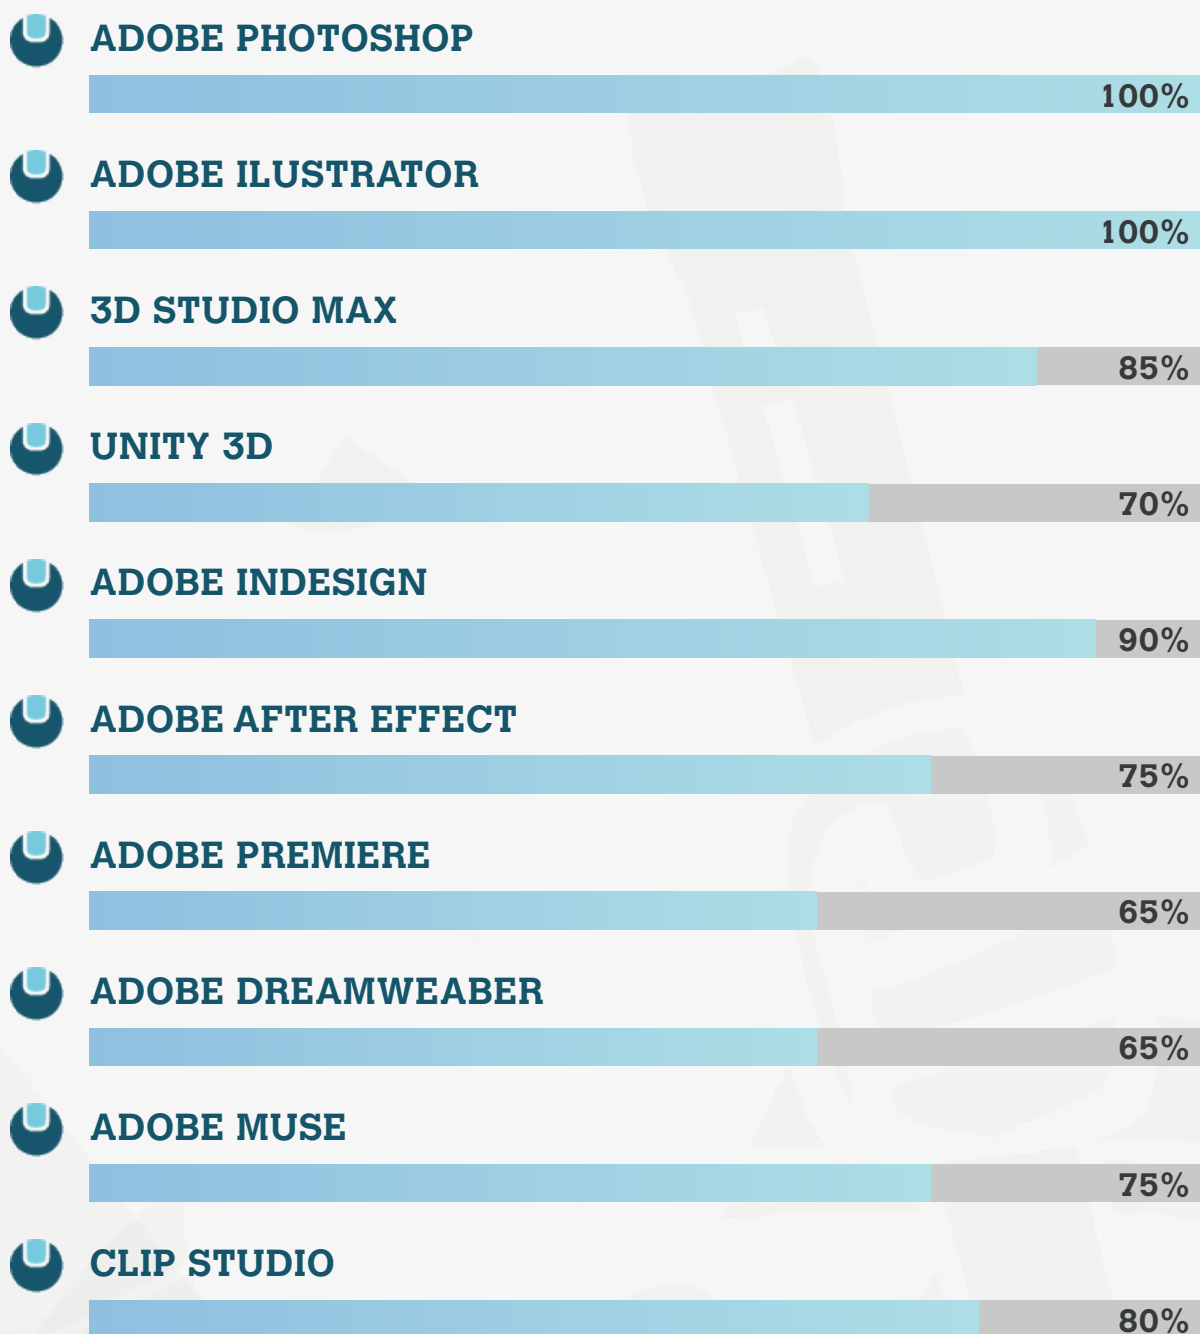 ADOBE PHOTOSHOP
100%
ADOBE ILUSTRATOR
100%
3D STUDIO MAX
85%
UNITY 3D
70%
ADOBE INDESIGN
90%
ADOBE AFTER EFFECT
75%
ADOBE PREMIERE
65%
ADOBE DREAMWEABER
65%
ADOBE MUSE
75%
CLIP STUDIO
80%